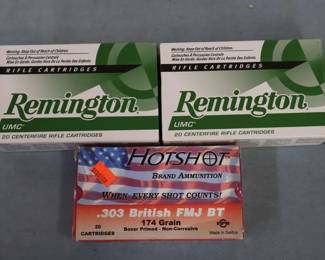 Warning: Keep Out of Reach of Children.
RIFLE CARTRIDGES
Remington
UMC
20 CENTERFIRE RIFLE CARTRIDGES
Warning: Keep Out of Reach of Children.
RIFLE CARTRIDGES
Remington
UMC
20 CENTERFIRE RIFLE CARTRIDGES
HOTSHOT
BRAND AMMUNITION
WHEN EVERY SHOT COUNTS!
.303 British FMJ BT
174 Grain
Boxer Primed - Non-Corrosive
20
CARTRIDGES
Made in Serbia